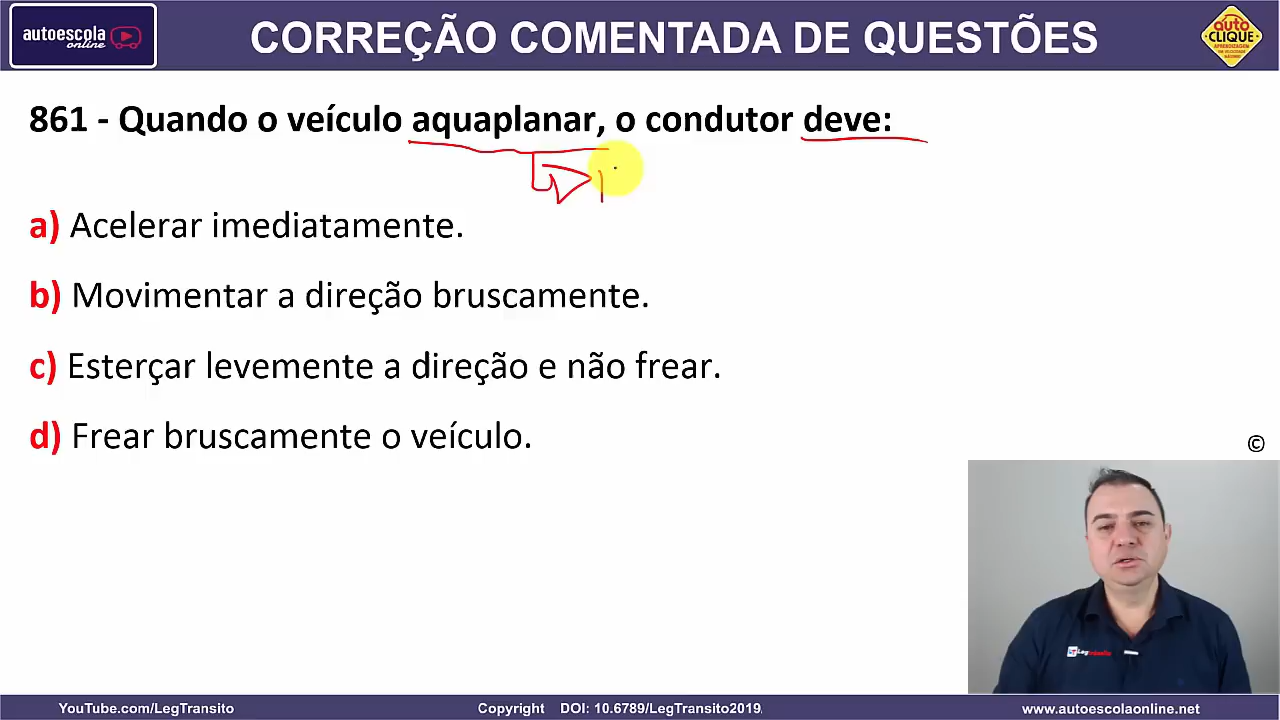 autoescola
online
CORREÇÃO COMENTADA DE QUESTÕES
auto
CLIQUE
861 - Quando o veículo aquaplanar, o condutor deve:
a) Acelerar imediatamente.
b) Movimentar a direção bruscamente.
c) Esterçar levemente a direção e não frear.
d) Frear bruscamente o veículo.
©
YouTube.com/LegTransito
Copyright DOI: 10.6789/LegTransito2019
www.autoescolaonline.net